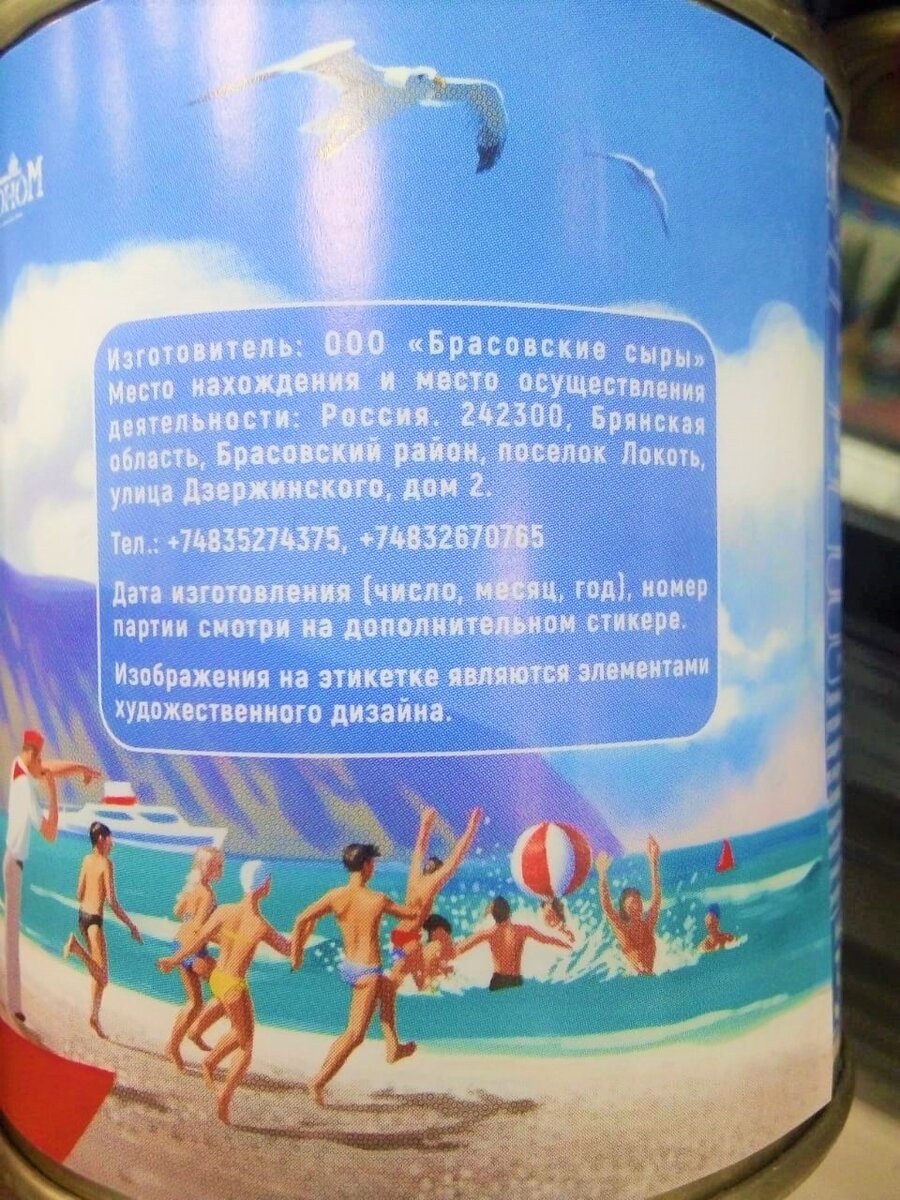 Изготовитель: ООО «Брасовские сыры»
Место нахождения и место осуществления
деятельности: Россия. 242300, Брянская
область, Брасовский район, поселок Локоть,
улица Дзержинского, дом 2.
Тел.: +74835274375, +74832670765
Дата изготовления (число, месяц, год), номер
партии смотри на дополнительном стикере.
Изображения на этикетке являются элементами
художественного дизайна.